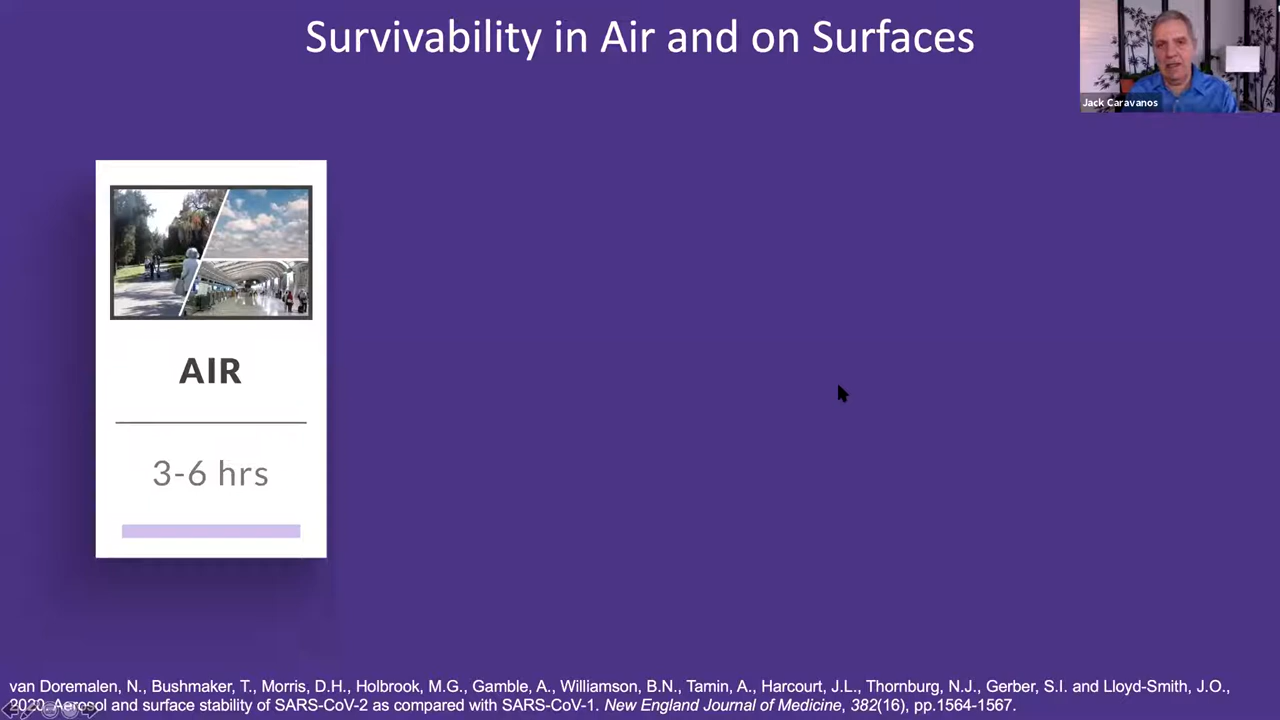 Survivability in Air and on Surfaces
Jack Caravanos
AIR
3-6 hrs
van Doremalen, N., Bushmaker, T., Morris, D.H., Holbrook, M.G., Gamble, A., Williamson, B.N., Tamin, A., Harcourt, J.L., Thornburg, N.J., Gerber, S.I. and Lloyd-Smith, J.O.,
2020. Aerosol and surface stability of SARS-CoV-2 as compared with SARS-CoV-1. New England Journal of Medicine, 382(16), pp.1564-1567.